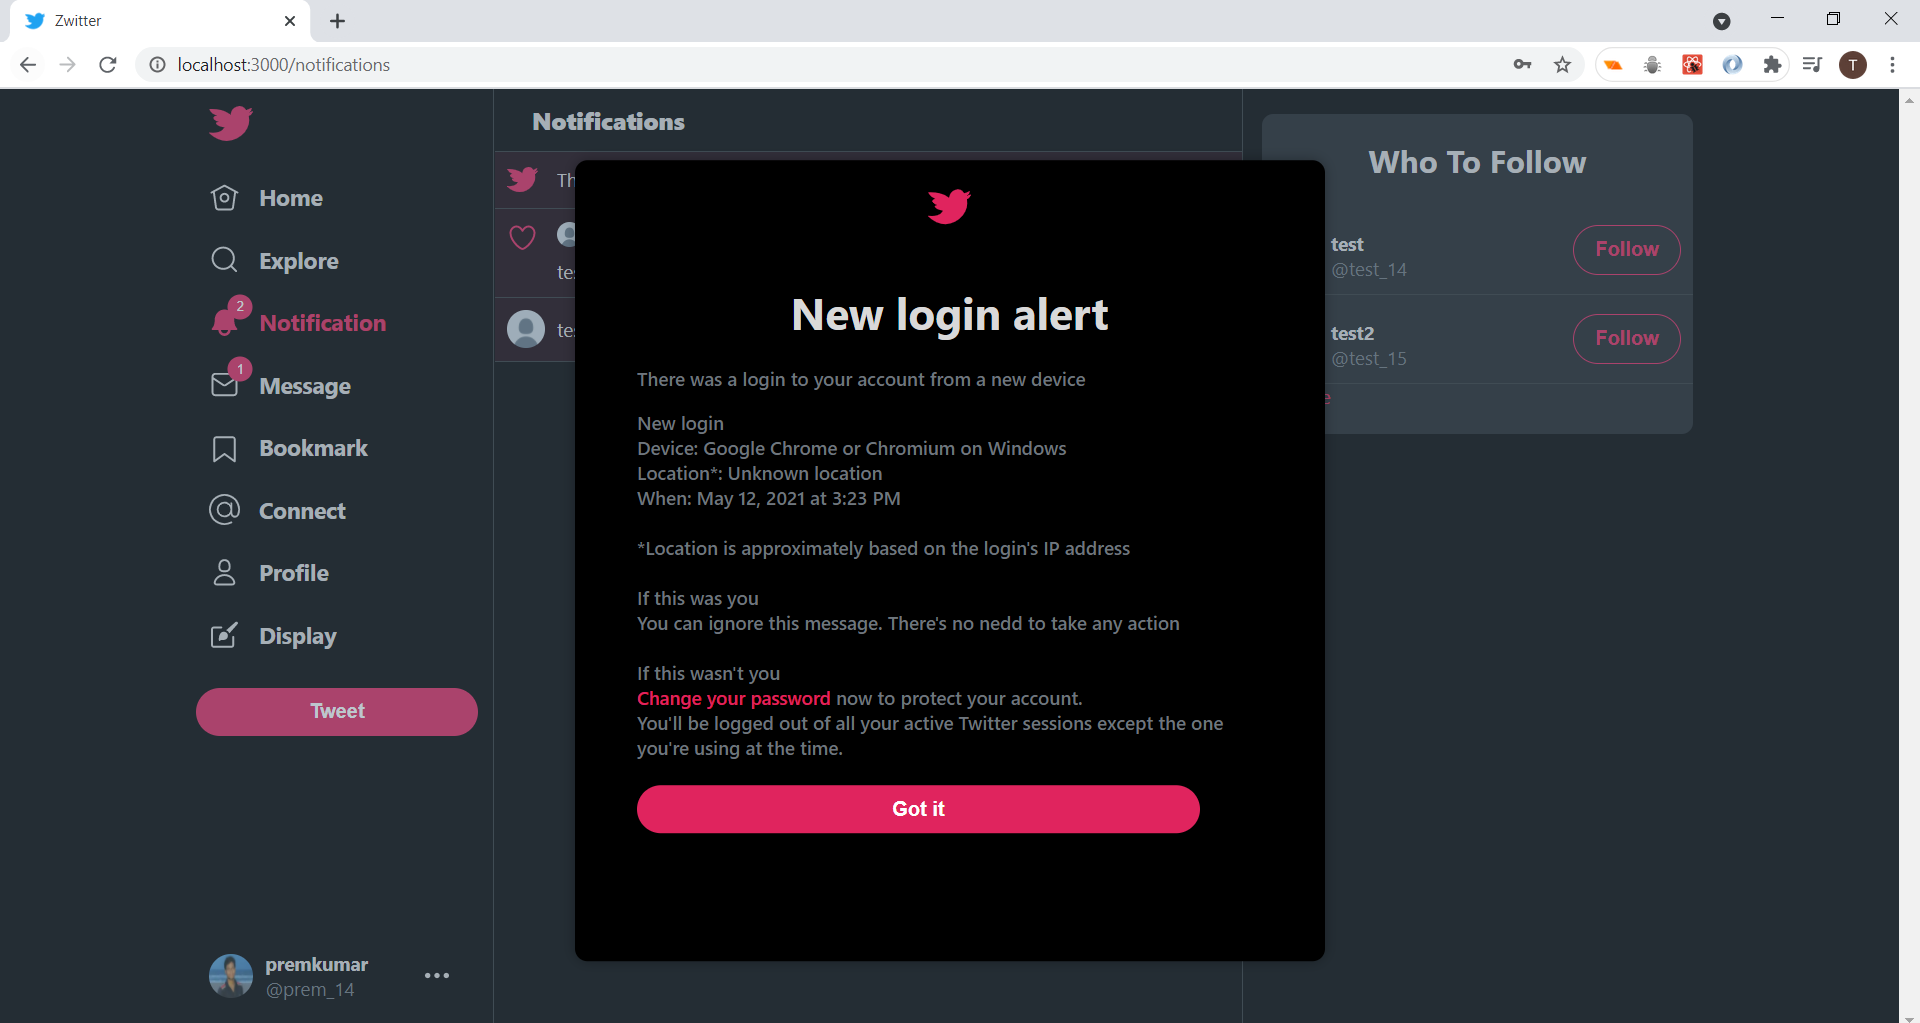 Zwitter
localhost:3000/notifications
T
Home
Explore
2
Notification
1
Message
Bookmark
Connect
Profile
Display
Tweet
premkumar
@prem_14
Notifications
New login alert
There was a login to your account from a new device
New login
Device: Google Chrome or Chromium on Windows
Location*: Unknown location
When: May 12, 2021 at 3:23 PM
*Location is approximately based on the login's IP address
If this was you
You can ignore this message. There's no nedd to take any action
If this wasn't you
Change your password now to protect your account.
You'll be logged out of all your active Twitter sessions except the one
you're using at the time.
Got it
Who To Follow
test
@test_14
Follow
test2
@test_15
Follow